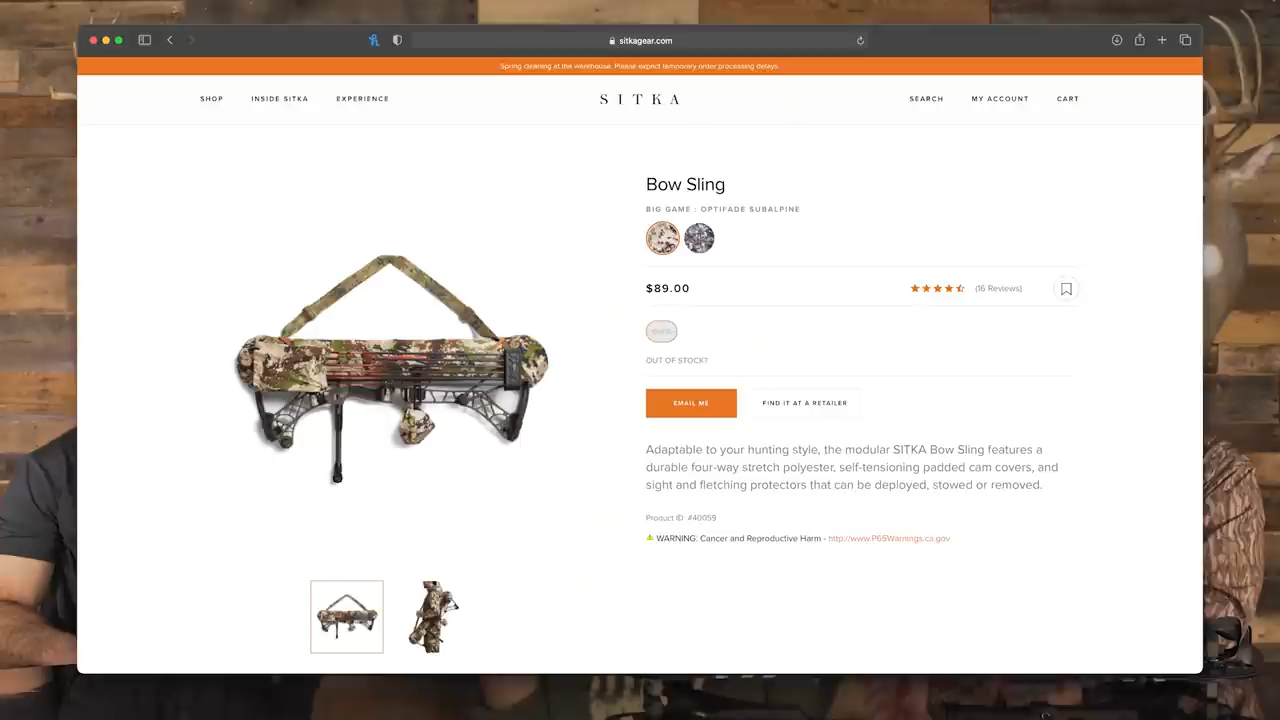 sitkagear.com
Spring cleaning at the warehouse. Please expect temporary order processing delays.
SHOP INSIDE SITKA EXPERIENCE SITKA SEARCH MY ACCOUNT CART
Bow Sling
BIG GAME : OPTIFADE SUBALPINE
$89.00 (16 Reviews)
OUT OF STOCK?
EMAIL ME FIND IT AT A RETAILER
Adaptable to your hunting style, the modular SITKA Bow Sling features a
durable four-way stretch polyester, self-tensioning padded cam covers, and
sight and fletching protectors that can be deployed, stowed or removed.
Product ID: #40059
WARNING: Cancer and Reproductive Harm - http://www.P65Warnings.ca.gov